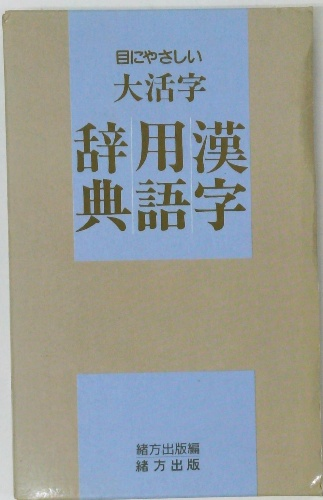 目にやさしい
大活字
漢字
用語
辞典
緒方出版編
緒方出版